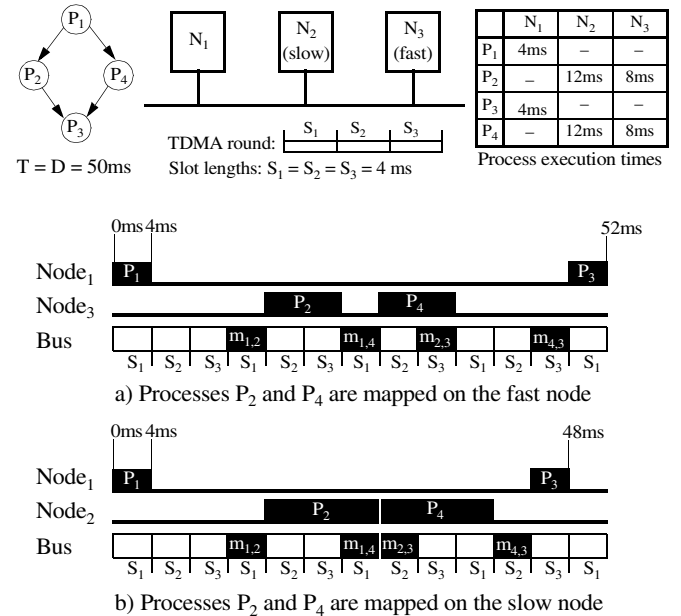 P1
P2
P4
P3
T = D = 50ms
N1
N2
(slow)
N3
(fast)
S1 S2 S3
TDMA round:
Slot lengths: S1 = S2 = S3 = 4 ms
N1 N2 N3
P1 4ms – –
P2 – 12ms 8ms
P3 4ms – –
P4 – 12ms 8ms
Process execution times
0ms 4ms 52ms
Node1 P1 P3
Node3 P2 P4
Bus m1,2 m1,4 m2,3 m4,3
S1 S2 S3 S1 S2 S3 S1 S2 S3 S1 S2 S3 S1
a) Processes P2 and P4 are mapped on the fast node
0ms 4ms 48ms
Node1 P1 P3
Node2 P2 P4
Bus m1,2 m1,4 m2,3 m4,3
S1 S2 S3 S1 S2 S3 S1 S2 S3 S1 S2 S3 S1
b) Processes P2 and P4 are mapped on the slow node